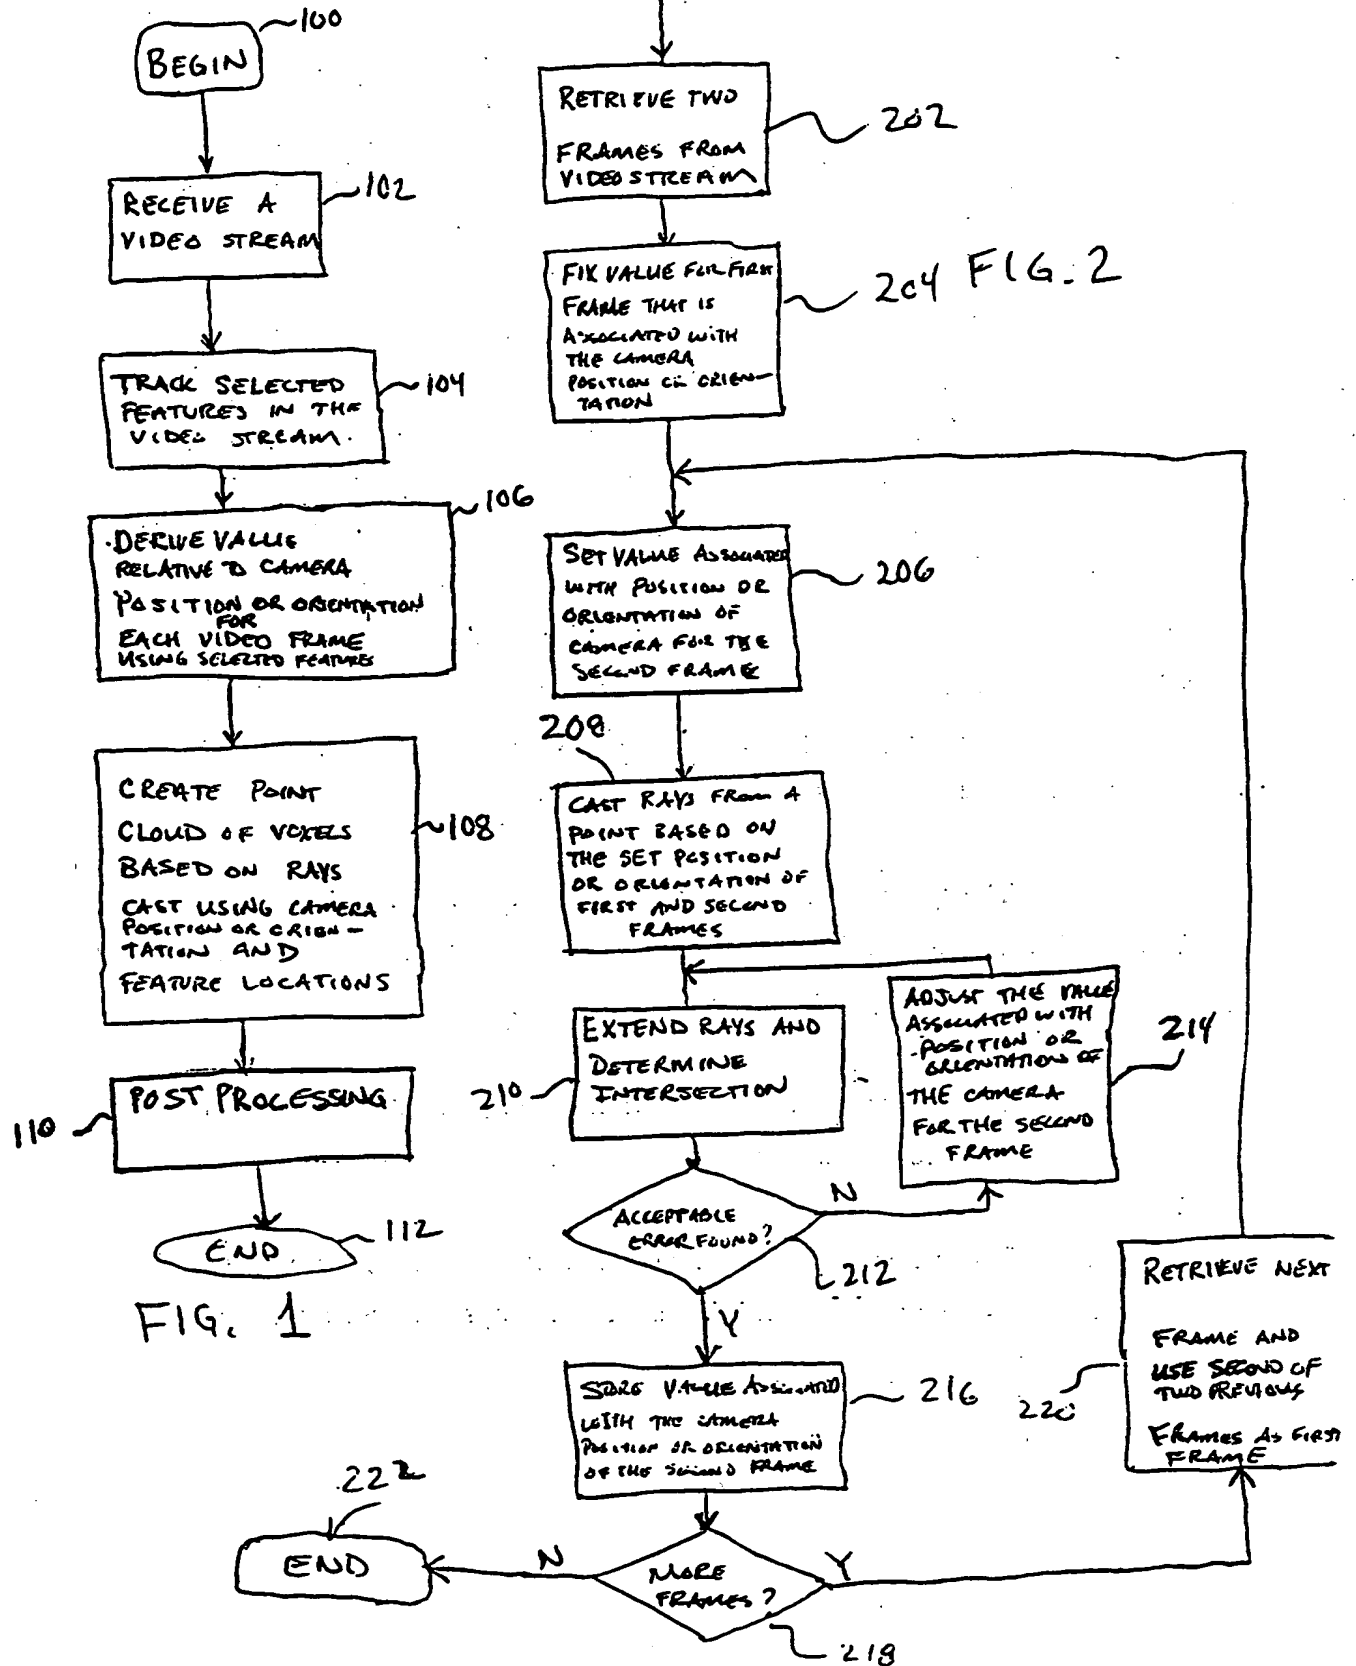 100
BEGIN
102
RECEIVE A
VIDEO STREAM
104
TRACK SELECTED
FEATURES IN THE
VIDEO STREAM.
106
DERIVE VALUE
RELATIVE TO CAMERA
POSITION OR ORIENTATION
FOR
EACH VIDEO FRAME
USING SELECTED FEATURES
CREATE POINT
CLOUD OF VOXELS
108
BASED ON RAYS
CAST USING CAMERA
POSITION OR ORIEN-
TATION AND
FEATURE LOCATIONS
POST PROCESSING
110
112
END
FIG. 1
RETRIEVE TWO
202
FRAMES FROM
VIDEO STREAM
FIX VALUE FOR FIRST
FRAME THAT IS
204
ASSOCIATED WITH
THE CAMERA
POSITION OR ORIEN-
TATION
FIG. 2
SET VALUE ASSOCIATED
WITH POSITION OR
206
ORIENTATION OF
CAMERA FOR THE
SECOND FRAME
208
CAST RAYS FROM A
POINT BASED ON
THE SET POSITION
OR ORIENTATION OF
FIRST AND SECOND
FRAMES
EXTEND RAYS AND
DETERMINE
INTERSECTION
210
ADJUST THE VALUE
ASSOCIATED WITH
POSITION OR
ORIENTATION OF
THE CAMERA
FOR THE SECOND
FRAME
214
N
ACCEPTABLE
ERROR FOUND?
212
Y
STORE VALUE ASSOCIATED
WITH THE CAMERA
POSITION OR ORIENTATION
OF THE SECOND FRAME
216
MORE
FRAMES?
218
N
Y
222
END
RETRIEVE NEXT
FRAME AND
USE SECOND OF
TWO PREVIOUS
FRAMES AS FIRST
FRAME
220